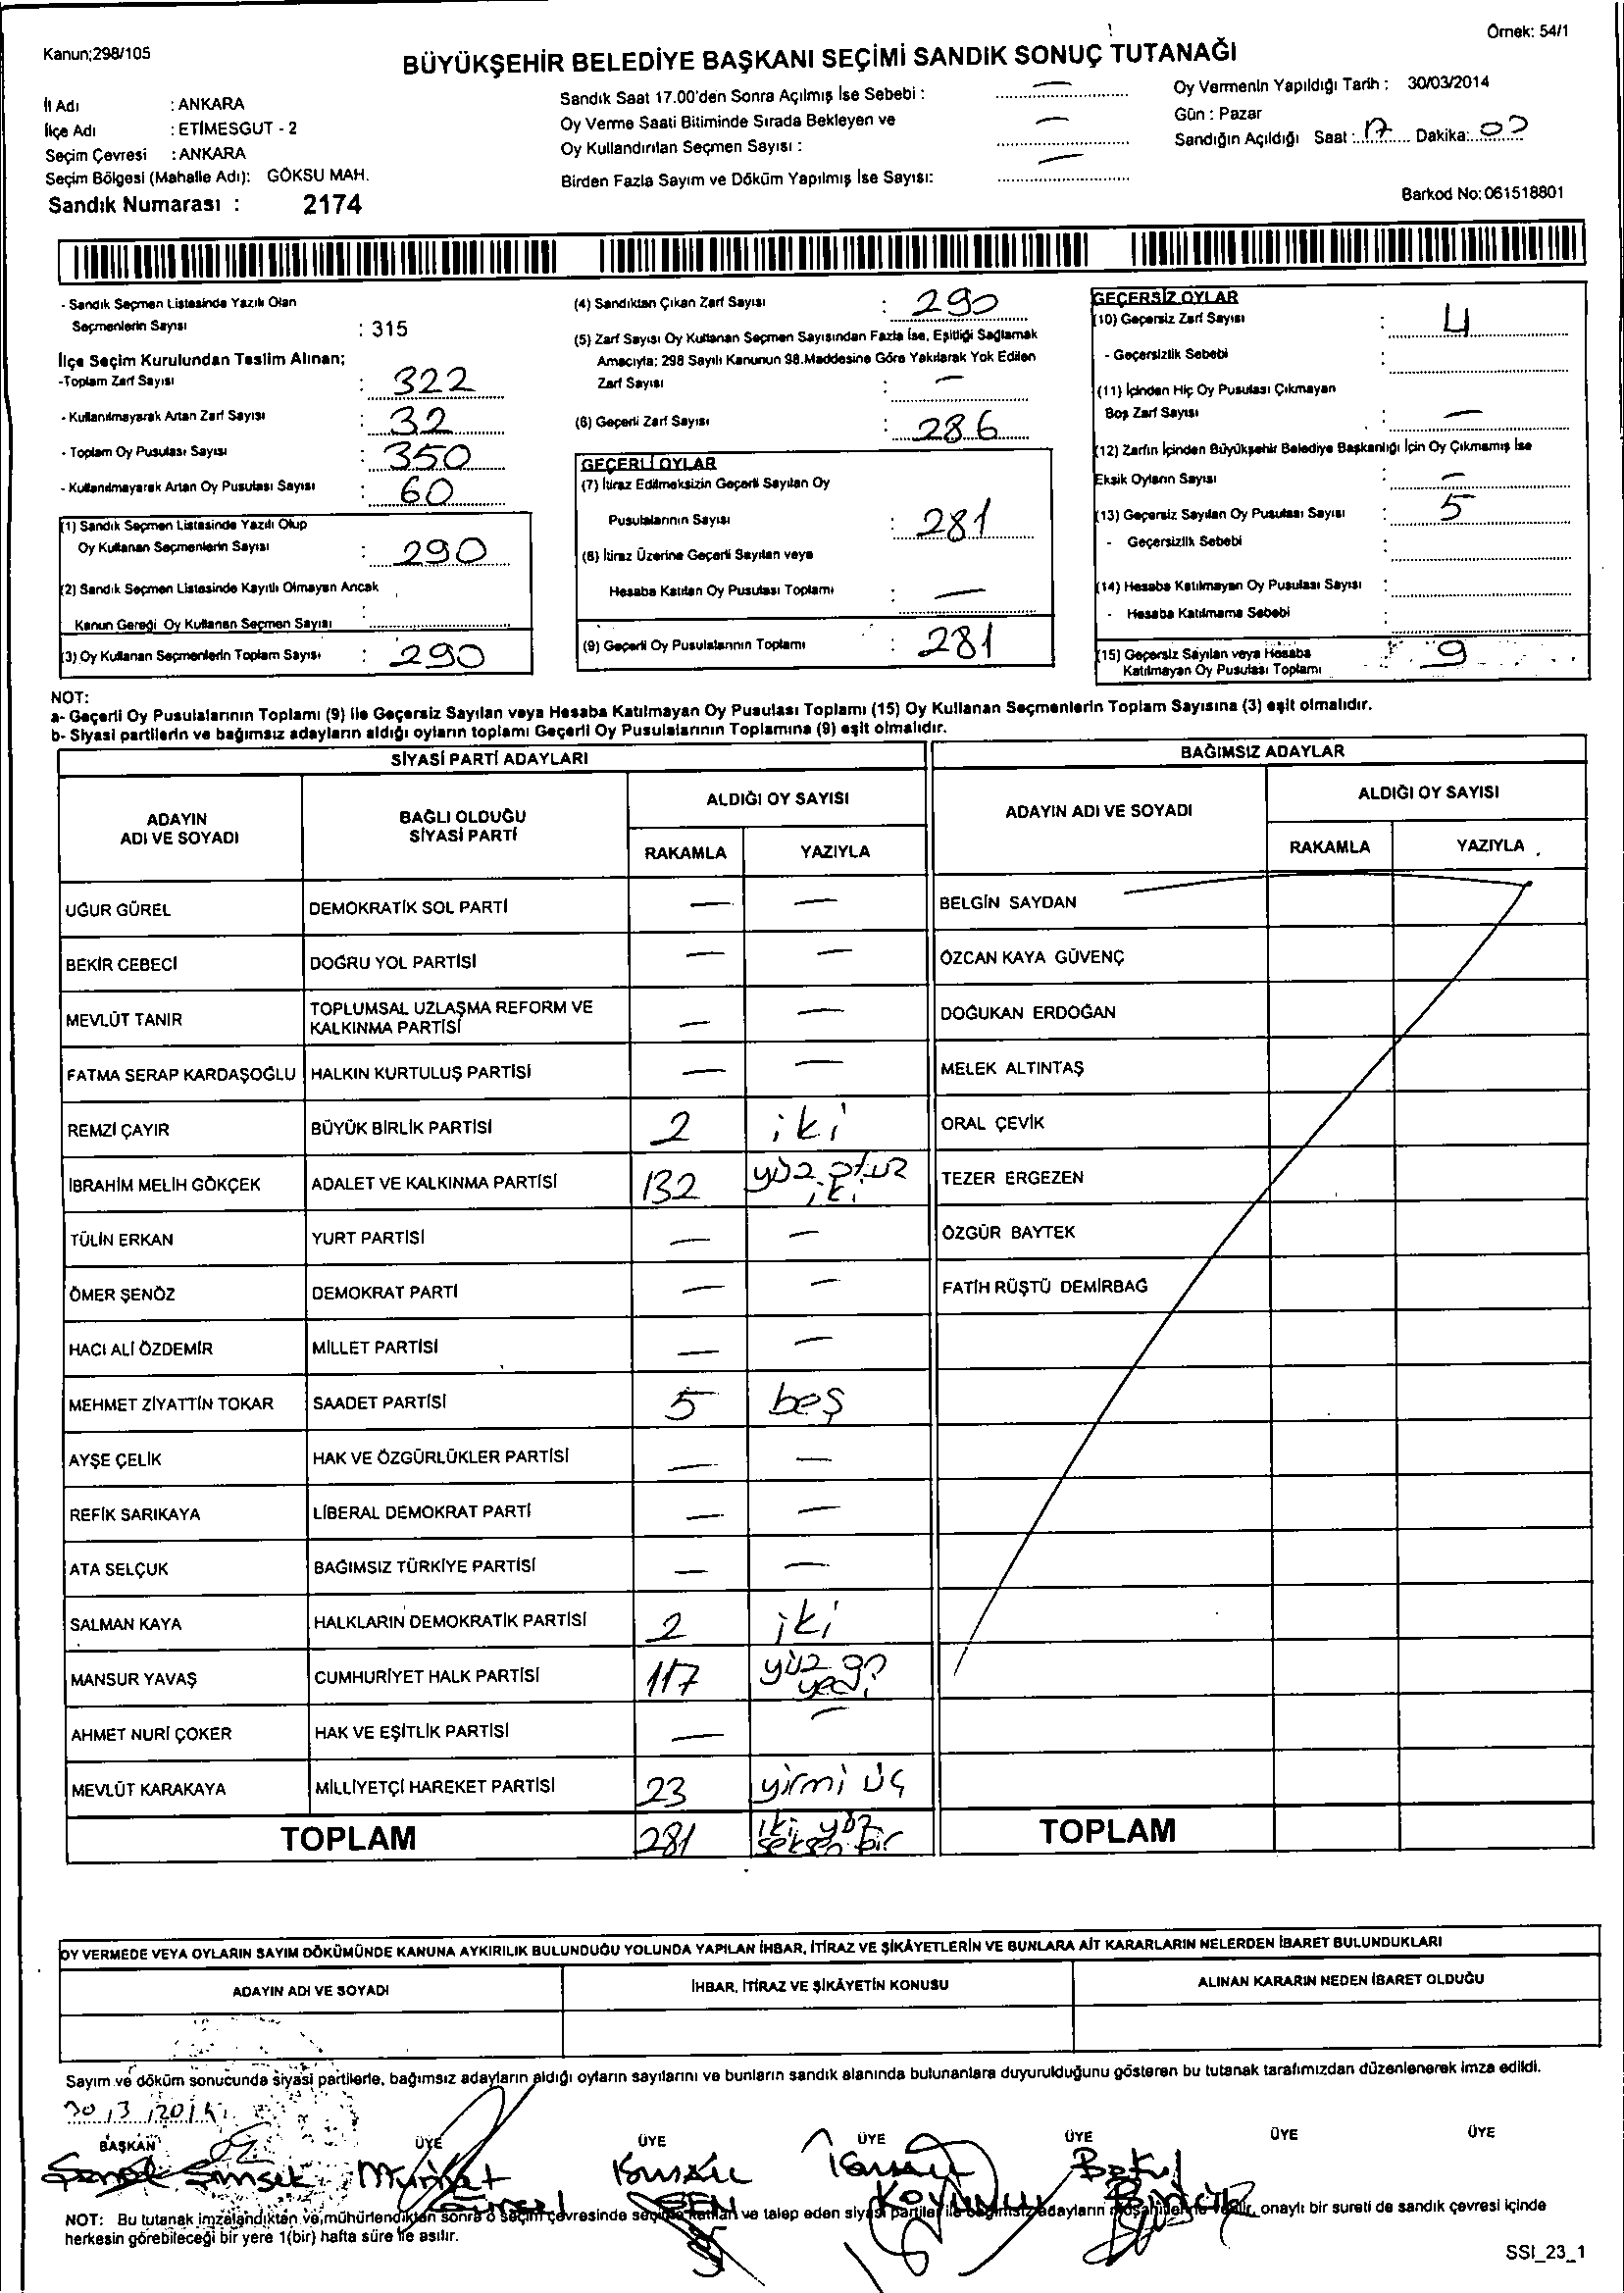 Kanun;298/105
Örnek: 54/1
BÜYÜKŞEHİR BELEDİYE BAŞKANI SEÇİMİ SANDIK SONUÇ TUTANAĞI
İl Adı : ANKARA
İlçe Adı : ETİMESGUT - 2
Seçim Çevresi : ANKARA
Seçim Bölgesi (Mahalle Adı): GÖKSU MAH.
Sandık Numarası : 2174
Sandık Saat 17.00'den Sonra Açılmış İse Sebebi : —
Oy Verme Saati Bitiminde Sırada Bekleyen ve
Oy Kullandırılan Seçmen Sayısı : —
Birden Fazla Sayım ve Döküm Yapılmış İse Sayısı: —
Oy Vermenin Yapıldığı Tarih : 30/03/2014
Gün : Pazar
Sandığın Açıldığı Saat : 17 Dakika: 00
Barkod No: 061518801
- Sandık Seçmen Listesinde Yazılı Olan
Seçmenlerin Sayısı : 315
İlçe Seçim Kurulundan Teslim Alınan;
-Toplam Zarf Sayısı : 322
- Kullanılmayarak Artan Zarf Sayısı : 32
- Toplam Oy Pusulası Sayısı : 350
- Kullanılmayarak Artan Oy Pusulası Sayısı : 60
(1) Sandık Seçmen Listesinde Yazılı Olup
Oy Kullanan Seçmenlerin Sayısı : 290
(2) Sandık Seçmen Listesinde Kayıtlı Olmayan Ancak
Kanun Gereği Oy Kullanan Seçmen Sayısı :
(3) Oy Kullanan Seçmenlerin Toplam Sayısı : 290
(4) Sandıktan Çıkan Zarf Sayısı : 290
(5) Zarf Sayısı Oy Kullanan Seçmen Sayısından Fazla İse, Eşitliği Sağlamak
Amacıyla; 298 Sayılı Kanunun 98.Maddesine Göre Yakılarak Yok Edilen
Zarf Sayısı : —
(6) Geçerli Zarf Sayısı : 286
GEÇERLİ OYLAR
(7) İtiraz Edilmeksizin Geçerli Sayılan Oy
Pusulalarının Sayısı : 281
(8) İtiraz Üzerine Geçerli Sayılan veya
Hesaba Katılan Oy Pusulası Toplamı : —
(9) Geçerli Oy Pusulalarının Toplamı : 281
GEÇERSİZ OYLAR
(10) Geçersiz Zarf Sayısı : 4
- Geçersizlik Sebebi :
(11) İçinden Hiç Oy Pusulası Çıkmayan
Boş Zarf Sayısı : —
(12) Zarfın İçinden Büyükşehir Belediye Başkanlığı İçin Oy Çıkmamış İse
Eksik Oyların Sayısı : —
(13) Geçersiz Sayılan Oy Pusulası Sayısı : 5
- Geçersizlik Sebebi :
(14) Hesaba Katılmayan Oy Pusulası Sayısı :
- Hesaba Katılmama Sebebi :
(15) Geçersiz Sayılan veya Hesaba
Katılmayan Oy Pusulası Toplamı : 9
NOT:
a- Geçerli Oy Pusulalarının Toplamı (9) ile Geçersiz Sayılan veya Hesaba Katılmayan Oy Pusulası Toplamı (15) Oy Kullanan Seçmenlerin Toplam Sayısına (3) eşit olmalıdır.
b- Siyasi partilerin ve bağımsız adayların aldığı oyların toplamı Geçerli Oy Pusulalarının Toplamına (9) eşit olmalıdır.
SİYASİ PARTİ ADAYLARI
ADAYIN ADI VE SOYADI
BAĞLI OLDUĞU SİYASİ PARTİ
ALDIĞI OY SAYISI
RAKAMLA YAZIYLA
UĞUR GÜREL DEMOKRATİK SOL PARTİ — —
BEKİR CEBECİ DOĞRU YOL PARTİSİ — —
MEVLÜT TANIR TOPLUMSAL UZLAŞMA REFORM VE KALKINMA PARTİSİ — —
FATMA SERAP KARDAŞOĞLU HALKIN KURTULUŞ PARTİSİ — —
REMZİ ÇAYIR BÜYÜK BİRLİK PARTİSİ 2 iki
İBRAHİM MELİH GÖKÇEK ADALET VE KALKINMA PARTİSİ 132 yüz otuz iki
TÜLİN ERKAN YURT PARTİSİ — —
ÖMER ŞENÖZ DEMOKRAT PARTİ — —
HACI ALİ ÖZDEMİR MİLLET PARTİSİ — —
MEHMET ZİYATTİN TOKAR SAADET PARTİSİ 5 beş
AYŞE ÇELİK HAK VE ÖZGÜRLÜKLER PARTİSİ — —
REFİK SARIKAYA LİBERAL DEMOKRAT PARTİ — —
ATA SELÇUK BAĞIMSIZ TÜRKİYE PARTİSİ — —
SALMAN KAYA HALKLARIN DEMOKRATİK PARTİSİ 2 iki
MANSUR YAVAŞ CUMHURİYET HALK PARTİSİ 117 yüz on yedi
AHMET NURİ ÇOKER HAK VE EŞİTLİK PARTİSİ — —
MEVLÜT KARAKAYA MİLLİYETÇİ HAREKET PARTİSİ 23 yirmi üç
TOPLAM 281 iki yüz seksen bir
BAĞIMSIZ ADAYLAR
ADAYIN ADI VE SOYADI
ALDIĞI OY SAYISI
RAKAMLA YAZIYLA
BELGİN SAYDAN
ÖZCAN KAYA GÜVENÇ
DOĞUKAN ERDOĞAN
MELEK ALTINTAŞ
ORAL ÇEVİK
TEZER ERGEZEN
ÖZGÜR BAYTEK
FATİH RÜŞTÜ DEMİRBAĞ
TOPLAM
OY VERMEDE VEYA OYLARIN SAYIM DÖKÜMÜNDE KANUNA AYKIRILIK BULUNDUĞU YOLUNDA YAPILAN İHBAR, İTİRAZ VE ŞİKÂYETLERİN VE BUNLARA AİT KARARLARIN NELERDEN İBARET BULUNDUKLARI
ADAYIN ADI VE SOYADI
İHBAR, İTİRAZ VE ŞİKÂYETİN KONUSU
ALINAN KARARIN NEDEN İBARET OLDUĞU
Sayım ve döküm sonucunda siyasi partilerle, bağımsız adayların aldığı oyların sayılarını ve bunların sandık alanında bulunanlara duyurulduğunu gösteren bu tutanak tarafımızdan düzenlenerek imza edildi.
30/3/2014
BAŞKAN ÜYE ÜYE ÜYE ÜYE ÜYE ÜYE
Şenol Şimşek Murat
NOT: Bu tutanak imzalandıktan ve mühürlendikten sonra o seçim çevresinde seçime katılan ve talep eden siyasi partiler ile bağımsız adayların müşahitlerine verilir, onaylı bir sureti de sandık çevresi içinde
herkesin görebileceği bir yere 1(bir) hafta süre ile asılır.
SSI_23_1